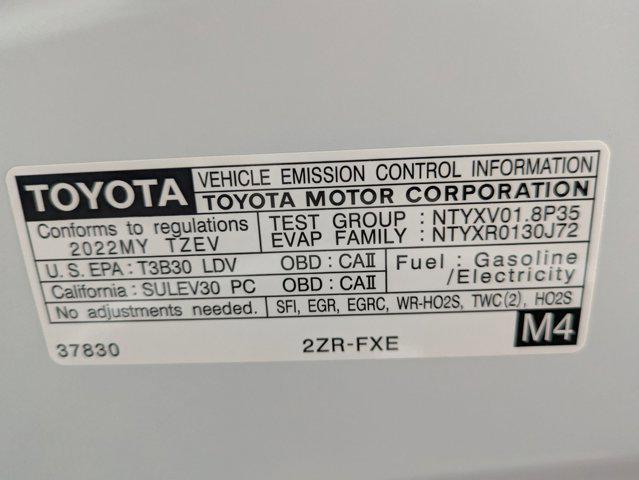 TOYOTA VEHICLE EMISSION CONTROL INFORMATION
TOYOTA MOTOR CORPORATION
Conforms to regulations
2022MY TZEV
TEST GROUP : NTYXV01.8P35
EVAP FAMILY : NTYXR0130J72
U.S. EPA : T3B30 LDV OBD : CAII
California : SULEV30 PC OBD : CAII
Fuel : Gasoline
/Electricity
No adjustments needed. SFI, EGR, EGRC, WR-HO2S, TWC(2), HO2S
37830 2ZR-FXE M4